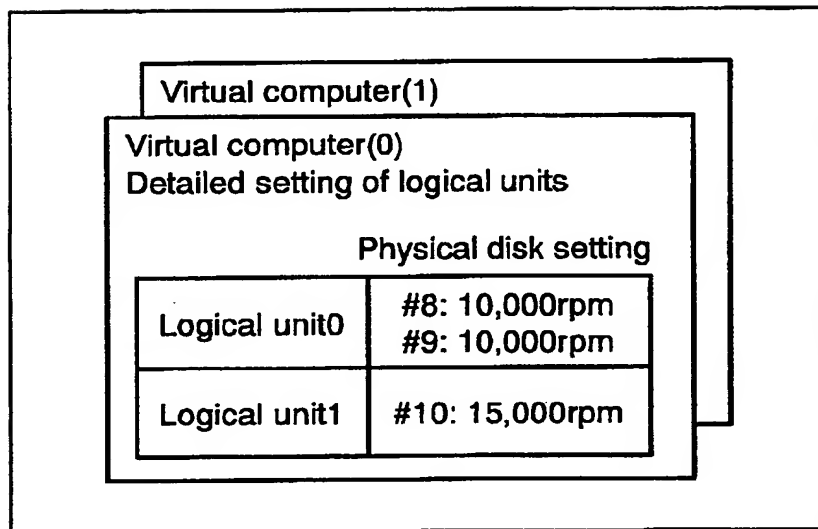 Virtual computer(1)
Virtual computer(0)
Detailed setting of logical units
Physical disk setting
Logical unit0
#8: 10,000rpm
#9: 10,000rpm
Logical unit1
#10: 15,000rpm